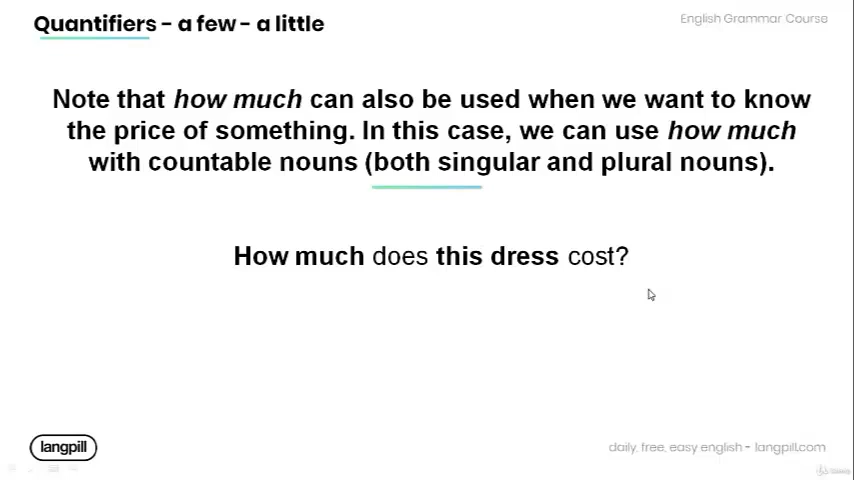 Quantifiers - a few - a little
English Grammar Course
Note that how much can also be used when we want to know
the price of something. In this case, we can use how much
with countable nouns (both singular and plural nouns).
How much does this dress cost?
langpill
daily, free, easy english - langpill.com